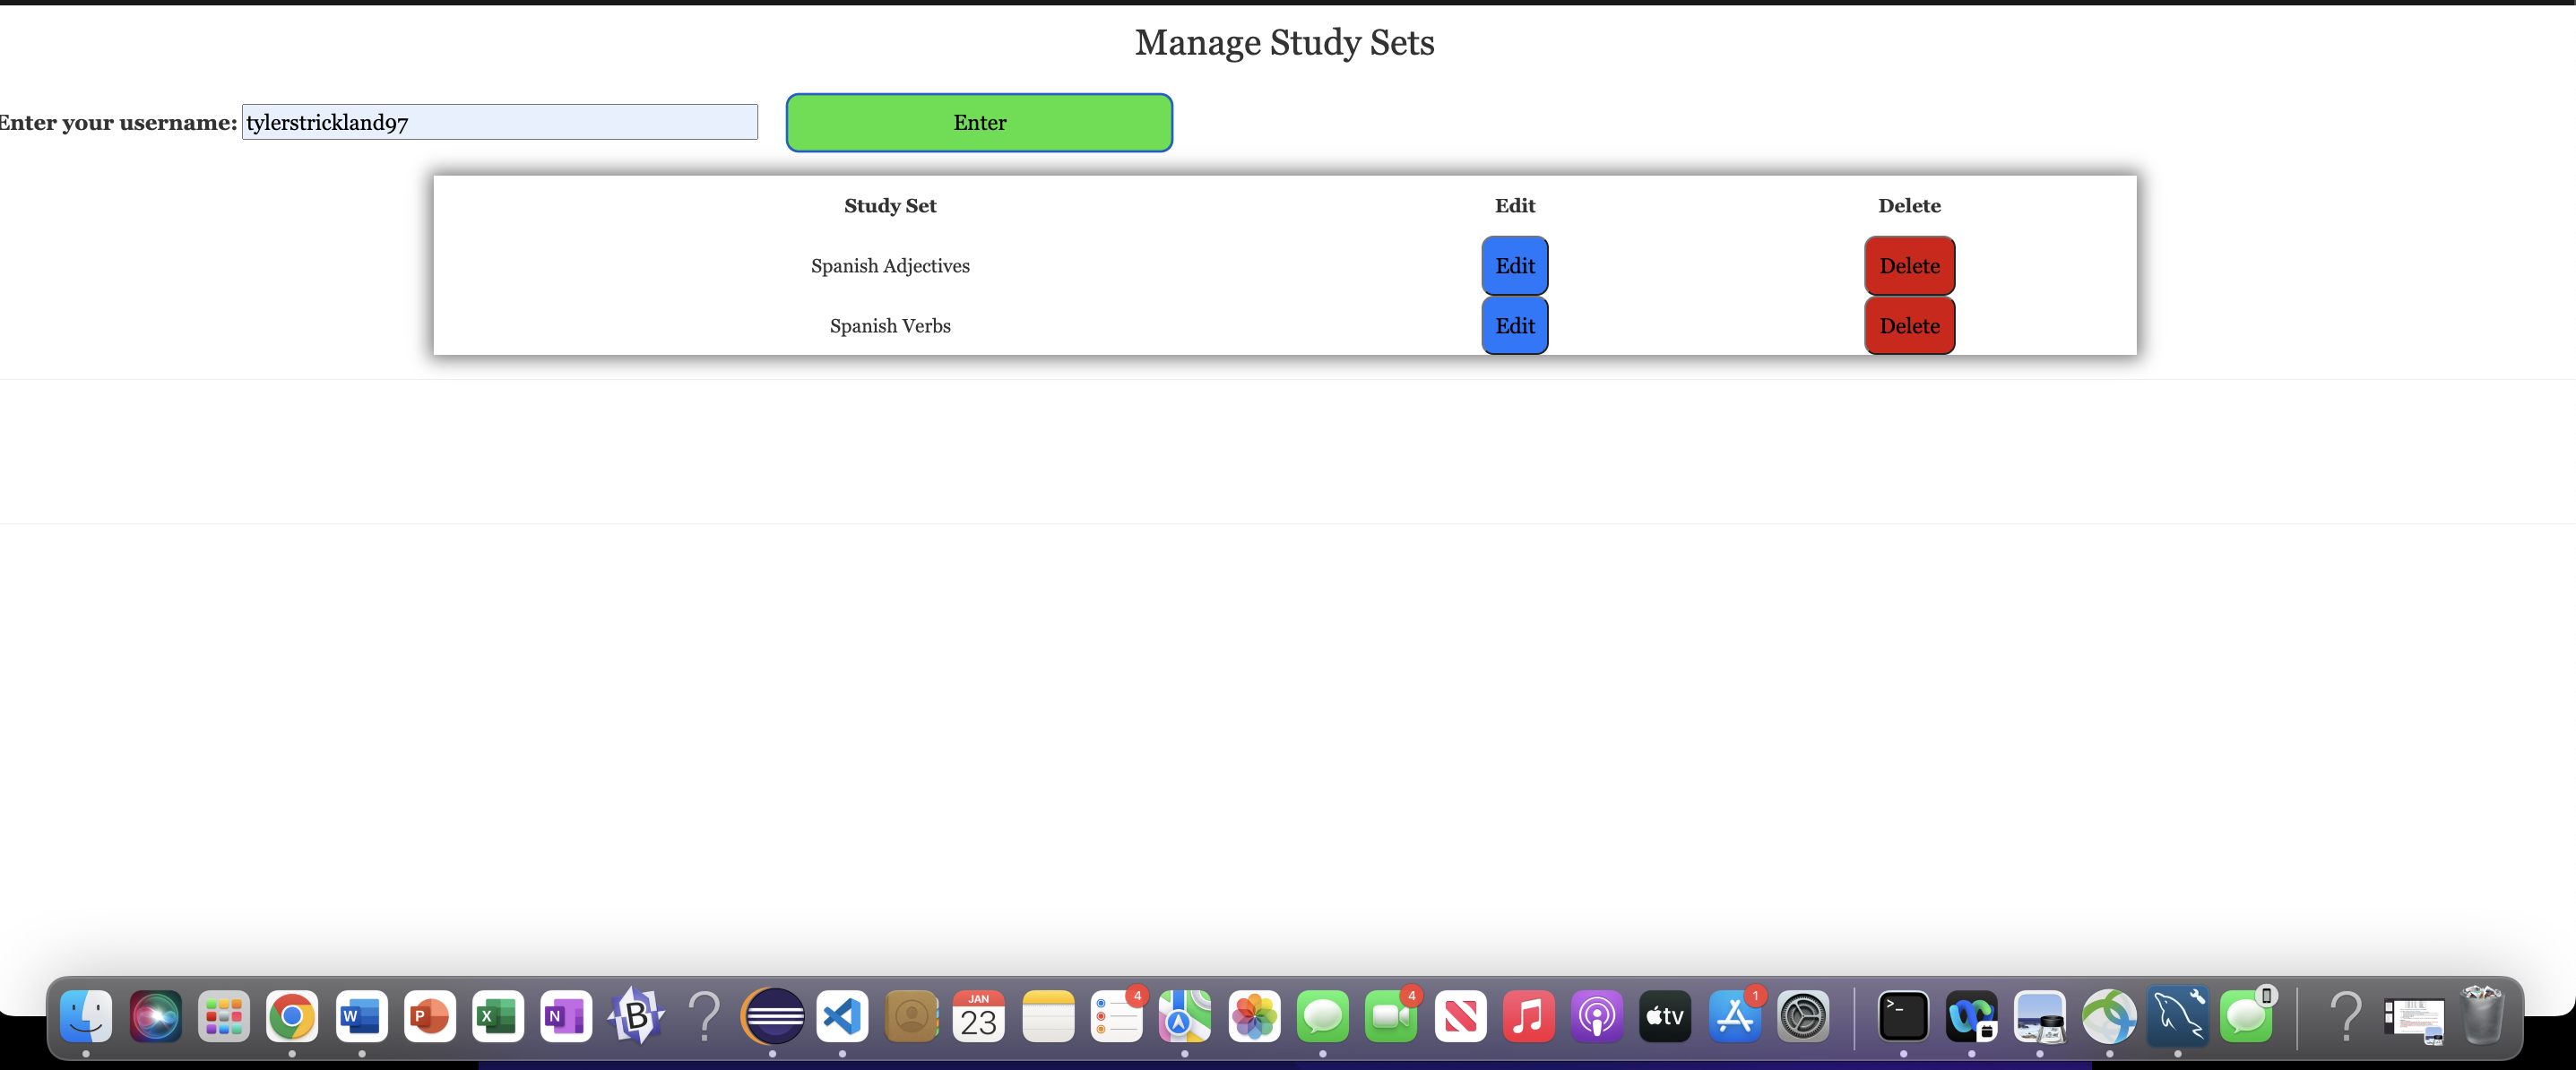 Manage Study Sets
Enter your username: tylerstrickland97 Enter
Study Set Edit Delete
Spanish Adjectives Edit Delete
Spanish Verbs Edit Delete
4 4 1
JAN
23
W P X N B tv >_